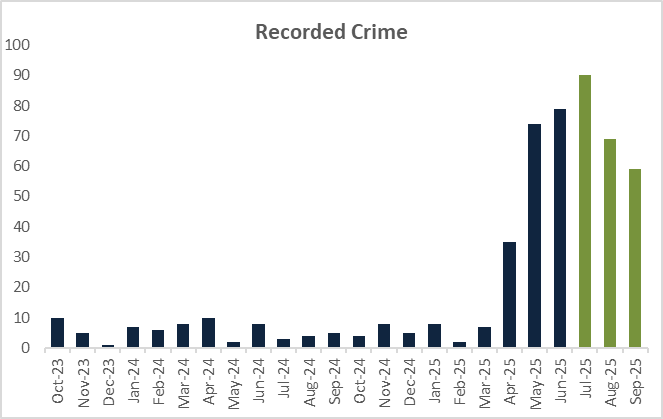 Recorded Crime
100
90
80
70
60
50
40
30
20
10
0
Oct-23
Nov-23
Dec-23
Jan-24
Feb-24
Mar-24
Apr-24
May-24
Jun-24
Jul-24
Aug-24
Sep-24
Oct-24
Nov-24
Dec-24
Jan-25
Feb-25
Mar-25
Apr-25
May-25
Jun-25
Jul-25
Aug-25
Sep-25